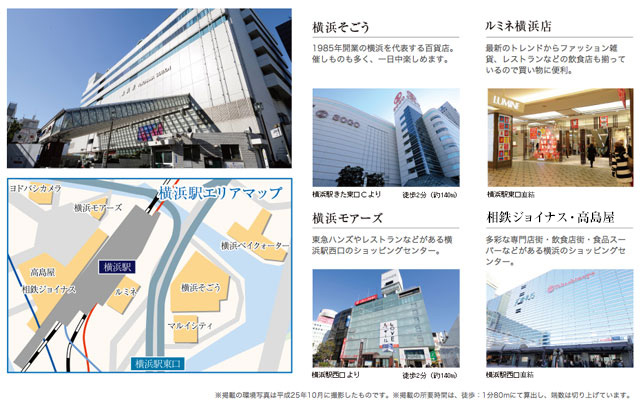 横浜そごう
1985年開業の横浜を代表する百貨店。
催しものも多く、一日中楽しめます。
SOGO
横浜駅きた東口Cより 徒歩2分(約140m)
ルミネ横浜店
最新のトレンドからファッション雑
貨、レストランなどの飲食店も揃って
いるので買い物に便利。
LUMINE
横浜駅東口直結
横浜駅エリアマップ
ヨドバシカメラ
横浜モアーズ
横浜ベイクォーター
横浜駅
高島屋
相鉄ジョイナス
ルミネ
横浜そごう
マルイシティ
横浜駅東口
横浜モアーズ
東急ハンズやレストランなどがある横
浜駅西口のショッピングセンター。
横浜駅西口より 徒歩2分(約140m)
相鉄ジョイナス・高島屋
多彩な専門店街・飲食店街・食品スー
パーなどがある横浜のショッピングセ
ンター。
横浜駅西口直結
※掲載の環境写真は平成25年10月に撮影したものです。※掲載の所要時間は、徒歩:1分80mにて算出し、端数は切り上げています。